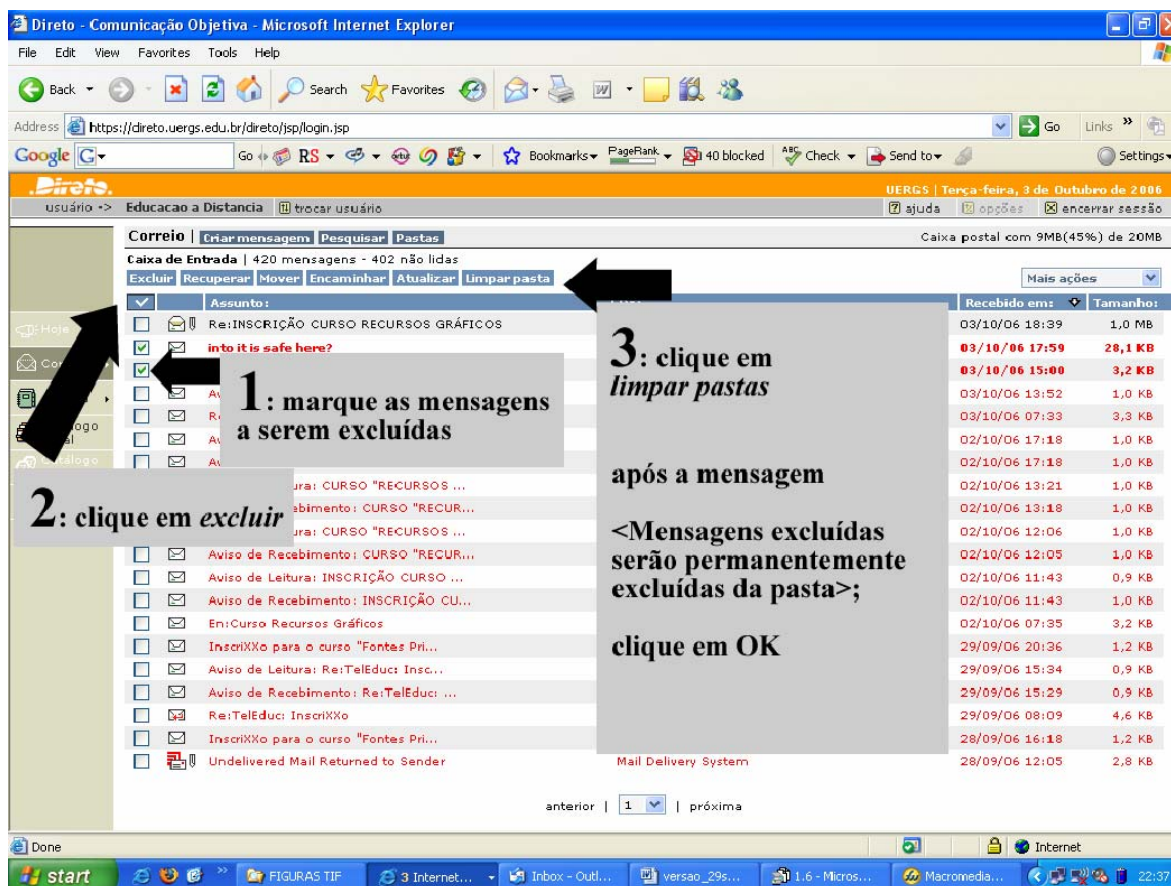 Direto - Comunicação Objetiva - Microsoft Internet Explorer
File Edit View Favorites Tools Help
Back Search Favorites
Address https://direto.uergs.edu.br/direto/jsp/login.jsp Go Links »
Google G Go RS Bookmarks PageRank 40 blocked ABC Check Send to Settings
.Direto. UERGS | Terça-feira, 3 de Outubro de 2006
usuário -> Educacao a Distancia trocar usuário ? ajuda opções encerrar sessão
Correio | Criar mensagem Pesquisar Pastas Caixa postal com 9MB(45%) de 20MB
Caixa de Entrada | 420 mensagens - 402 não lidas
Excluir Recuperar Mover Encaminhar Atualizar Limpar pasta Mais ações
Assunto: Recebido em: Tamanho:
Hoje
Re:INSCRIÇÃO CURSO RECURSOS GRÁFICOS 03/10/06 18:39 1,0 MB
into it is safe here? 03/10/06 17:59 28,1 KB
03/10/06 15:00 3,2 KB
03/10/06 13:52 1,0 KB
03/10/06 07:33 3,3 KB
02/10/06 17:18 1,0 KB
02/10/06 17:18 1,0 KB
1: marque as mensagens
a serem excluídas
2: clique em excluir
3: clique em
limpar pastas
após a mensagem
<Mensagens excluídas
serão permanentemente
excluídas da pasta>;
clique em OK
ura: CURSO "RECURSOS ... 02/10/06 13:21 1,0 KB
ebimento: CURSO "RECUR... 02/10/06 13:18 1,0 KB
ura: CURSO "RECURSOS ... 02/10/06 12:06 1,0 KB
Aviso de Recebimento: CURSO "RECUR... 02/10/06 12:05 1,0 KB
Aviso de Leitura: INSCRIÇÃO CURSO ... 02/10/06 11:43 0,9 KB
Aviso de Recebimento: INSCRIÇÃO CU... 02/10/06 11:43 1,0 KB
En:Curso Recursos Gráficos 02/10/06 07:35 3,2 KB
InscriXXo para o curso "Fontes Pri... 29/09/06 20:36 1,2 KB
Aviso de Leitura: Re:TelEduc: Insc... 29/09/06 15:34 0,9 KB
Aviso de Recebimento: Re:TelEduc: ... 29/09/06 15:29 0,9 KB
Re:TelEduc: InscriXXo 29/09/06 08:09 4,6 KB
InscriXXo para o curso "Fontes Pri... 28/09/06 16:18 1,2 KB
Undelivered Mail Returned to Sender Mail Delivery System 28/09/06 12:05 2,8 KB
anterior | 1 | próxima
Done Internet
start » FIGURAS TIF 3 Internet... Inbox - Outl... versao_29s... 1.6 - Micros... Macromedia... 22:37